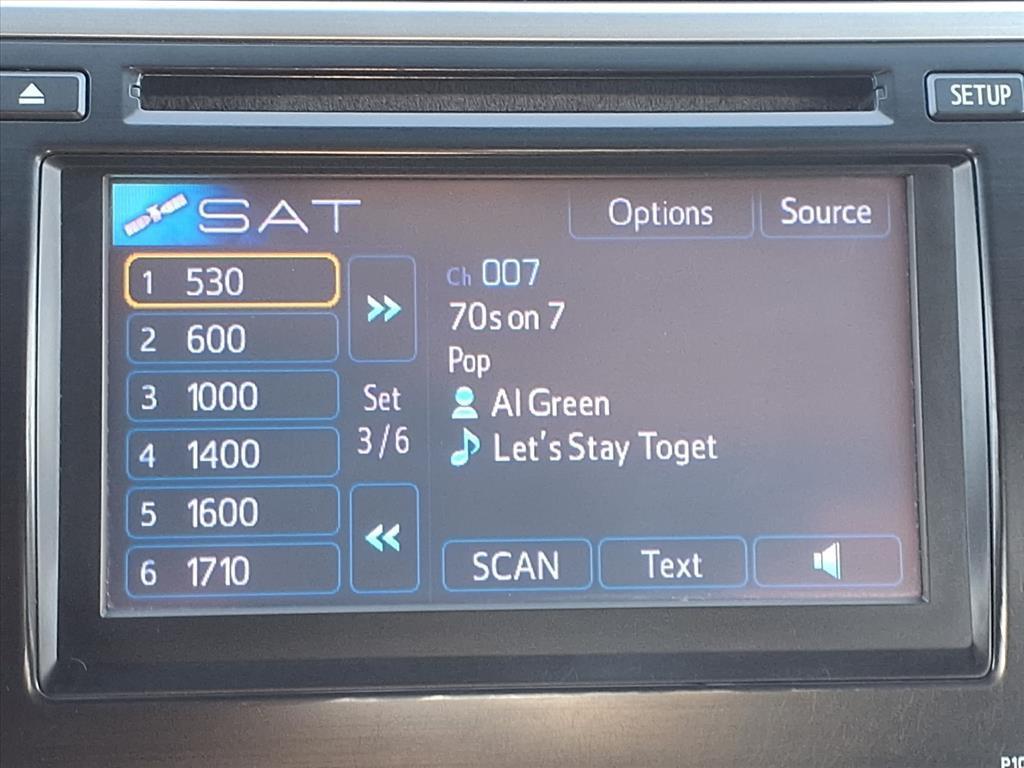 SETUP
SAT
Options
Source
1 530
2 600
3 1000
4 1400
5 1600
6 1710
Set
3/6
Ch 007
70s on 7
Pop
Al Green
Let's Stay Toget
SCAN
Text